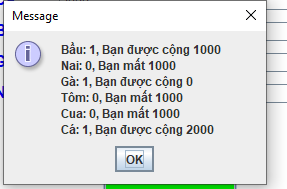 Message
Bầu: 1, Bạn được cộng 1000
Nai: 0, Bạn mất 1000
Gà: 1, Bạn được cộng 0
Tôm: 0, Bạn mất 1000
Cua: 0, Bạn mất 1000
Cá: 1, Bạn được cộng 2000
OK